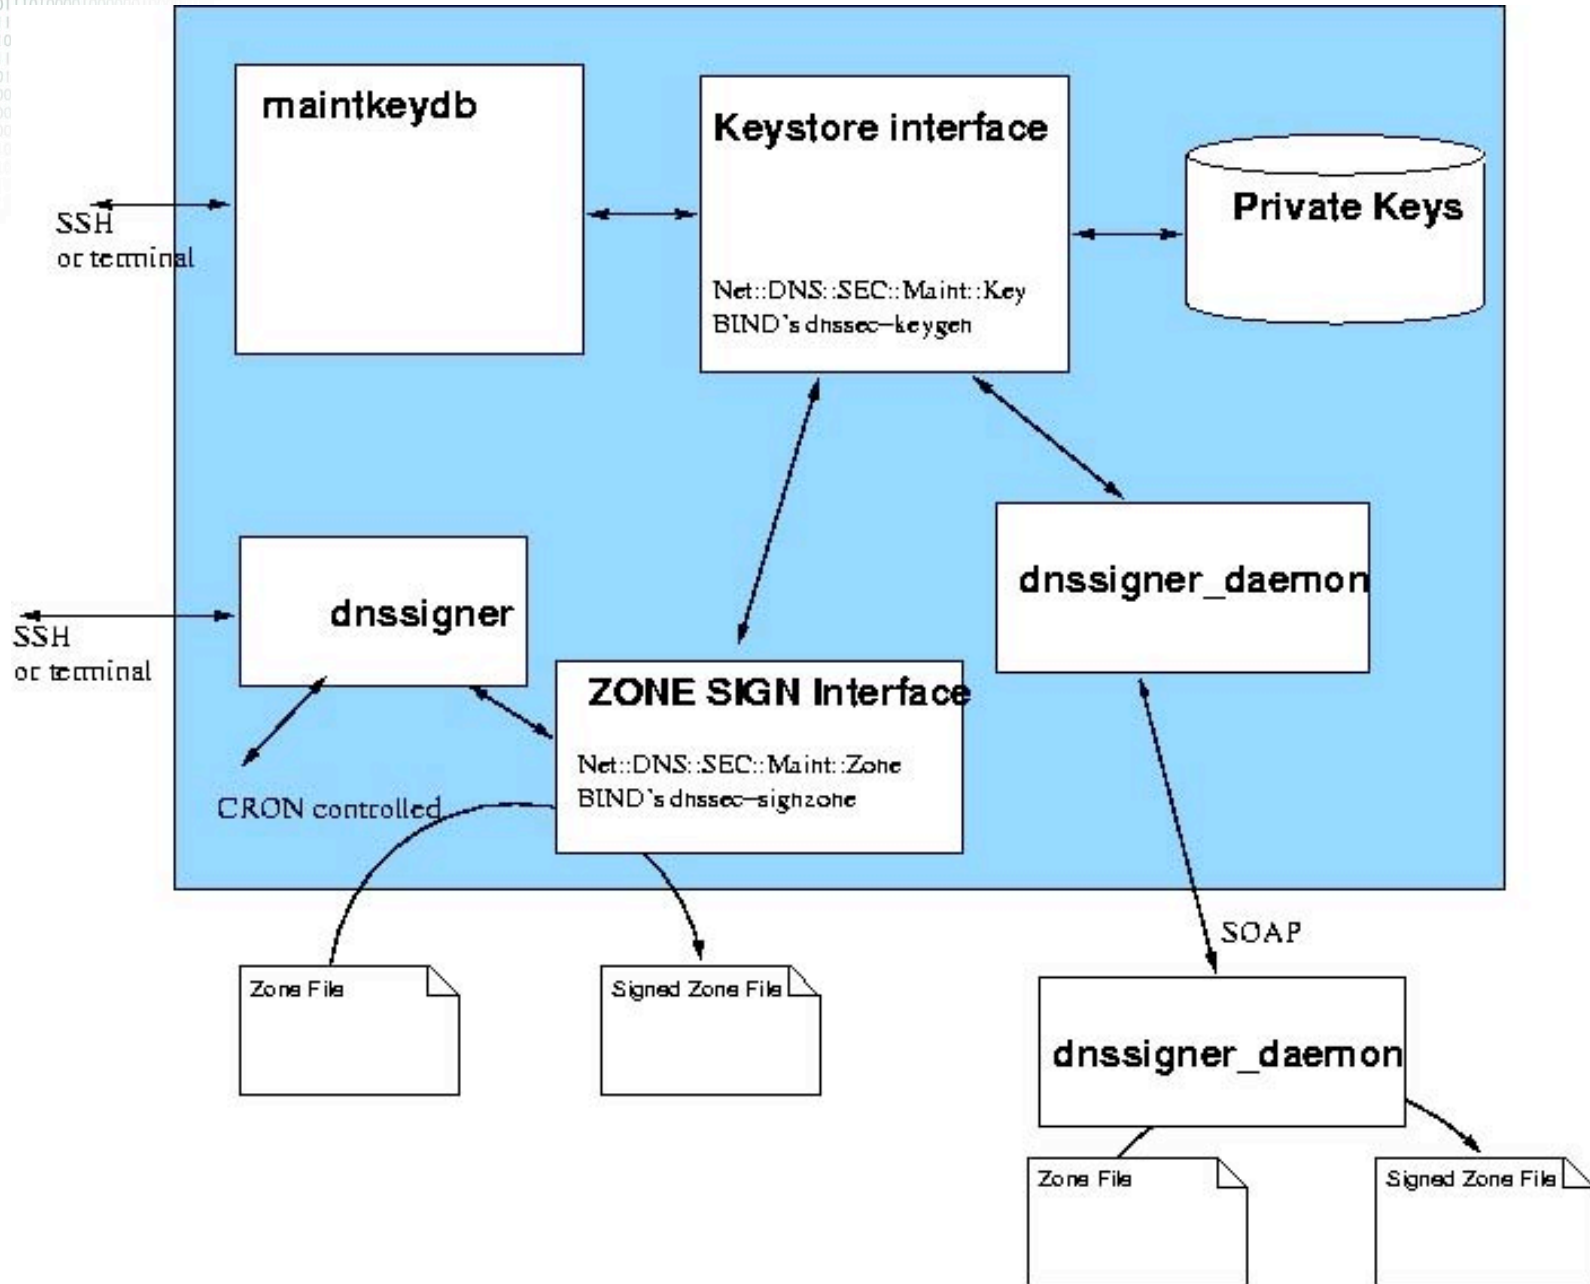 maintkeydb
Keystore interface
Private Keys
SSH
or terminal
Net::DNS::SEC::Maint::Key
BIND's dnssec-keygen
dnssigner_daemon
dnssigner
SSH
or terminal
ZONE SIGN Interface
Net::DNS::SEC::Maint::Zone
BIND's dnssec-signzone
CRON controlled
SOAP
Zone File
Signed Zone File
dnssigner_daemon
Zone File
Signed Zone File